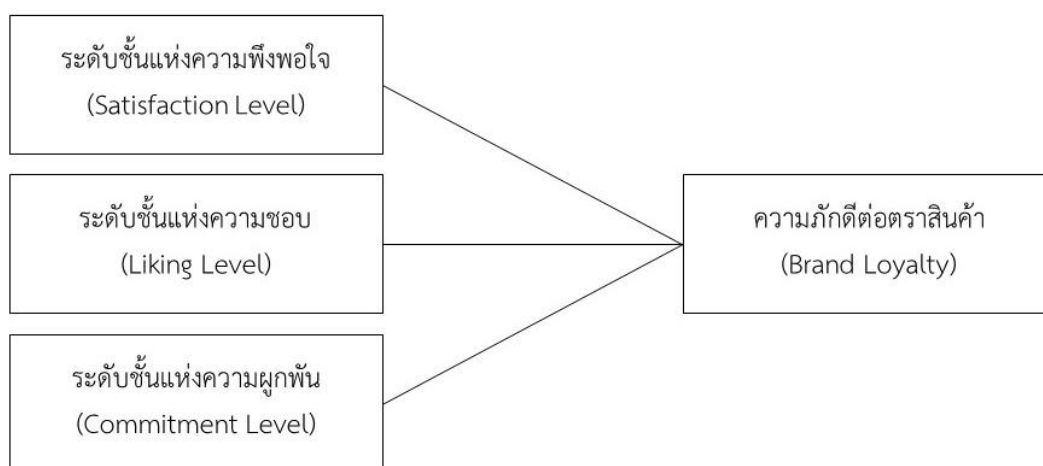 ระดับชั้นแห่งความพึงพอใจ
(Satisfaction Level)
ระดับชั้นแห่งความชอบ
(Liking Level)
ระดับชั้นแห่งความผูกพัน
(Commitment Level)
ความภักดีต่อตราสินค้า
(Brand Loyalty)